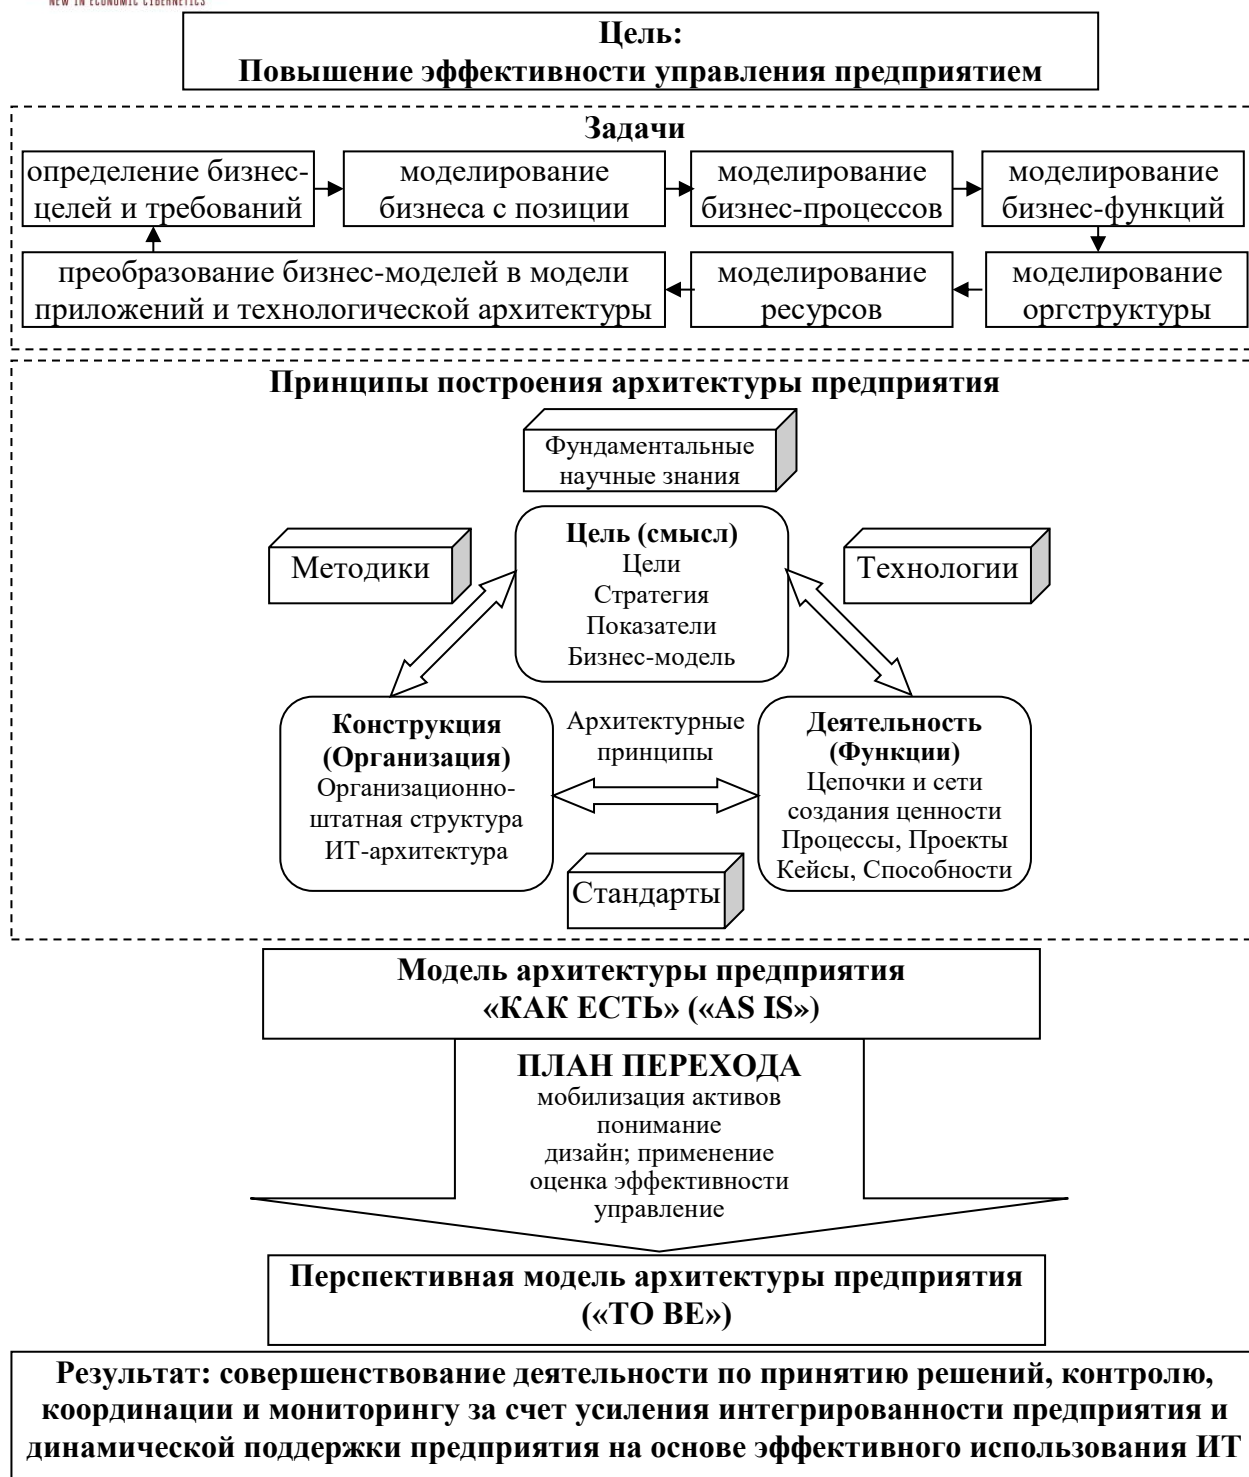 NEW IN ECONOMIC CIBERNETICS
Цель:
Повышение эффективности управления предприятием
Задачи
определение бизнес-
целей и требований
моделирование
бизнеса с позиции
моделирование
бизнес-процессов
моделирование
бизнес-функций
преобразование бизнес-моделей в модели
приложений и технологической архитектуры
моделирование
ресурсов
моделирование
оргструктуры
Принципы построения архитектуры предприятия
Фундаментальные
научные знания
Методики
Цель (смысл)
Цели
Стратегия
Показатели
Бизнес-модель
Технологии
Конструкция
(Организация)
Организационно-
штатная структура
ИТ-архитектура
Архитектурные
принципы
Деятельность
(Функции)
Цепочки и сети
создания ценности
Процессы, Проекты
Кейсы, Способности
Стандарты
Модель архитектуры предприятия
«КАК ЕСТЬ» («AS IS»)
ПЛАН ПЕРЕХОДА
мобилизация активов
понимание
дизайн; применение
оценка эффективности
управление
Перспективная модель архитектуры предприятия
(«TO BE»)
Результат: совершенствование деятельности по принятию решений, контролю,
координации и мониторингу за счет усиления интегрированности предприятия и
динамической поддержки предприятия на основе эффективного использования ИТ